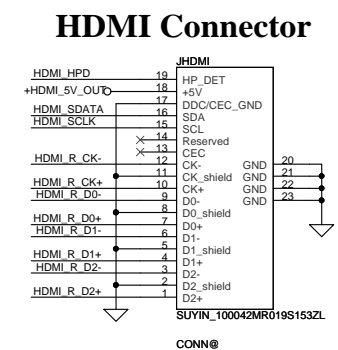 HDMI Connector
JHDMI
HDMI_HPD 19 HP_DET
+HDMI_5V_OUT 18 +5V
17 DDC/CEC_GND
HDMI_SDATA 16 SDA
HDMI_SCLK 15 SCL
14 Reserved
13 CEC
HDMI_R_CK- 12 CK- GND 20
11 CK_shield GND 21
HDMI_R_CK+ 10 CK+ GND 22
HDMI_R_D0- 9 D0- GND 23
8 D0_shield
HDMI_R_D0+ 7 D0+
HDMI_R_D1- 6 D1-
5 D1_shield
HDMI_R_D1+ 4 D1+
HDMI_R_D2- 3 D2-
2 D2_shield
HDMI_R_D2+ 1 D2+
SUYIN_100042MR019S153ZL
CONN@